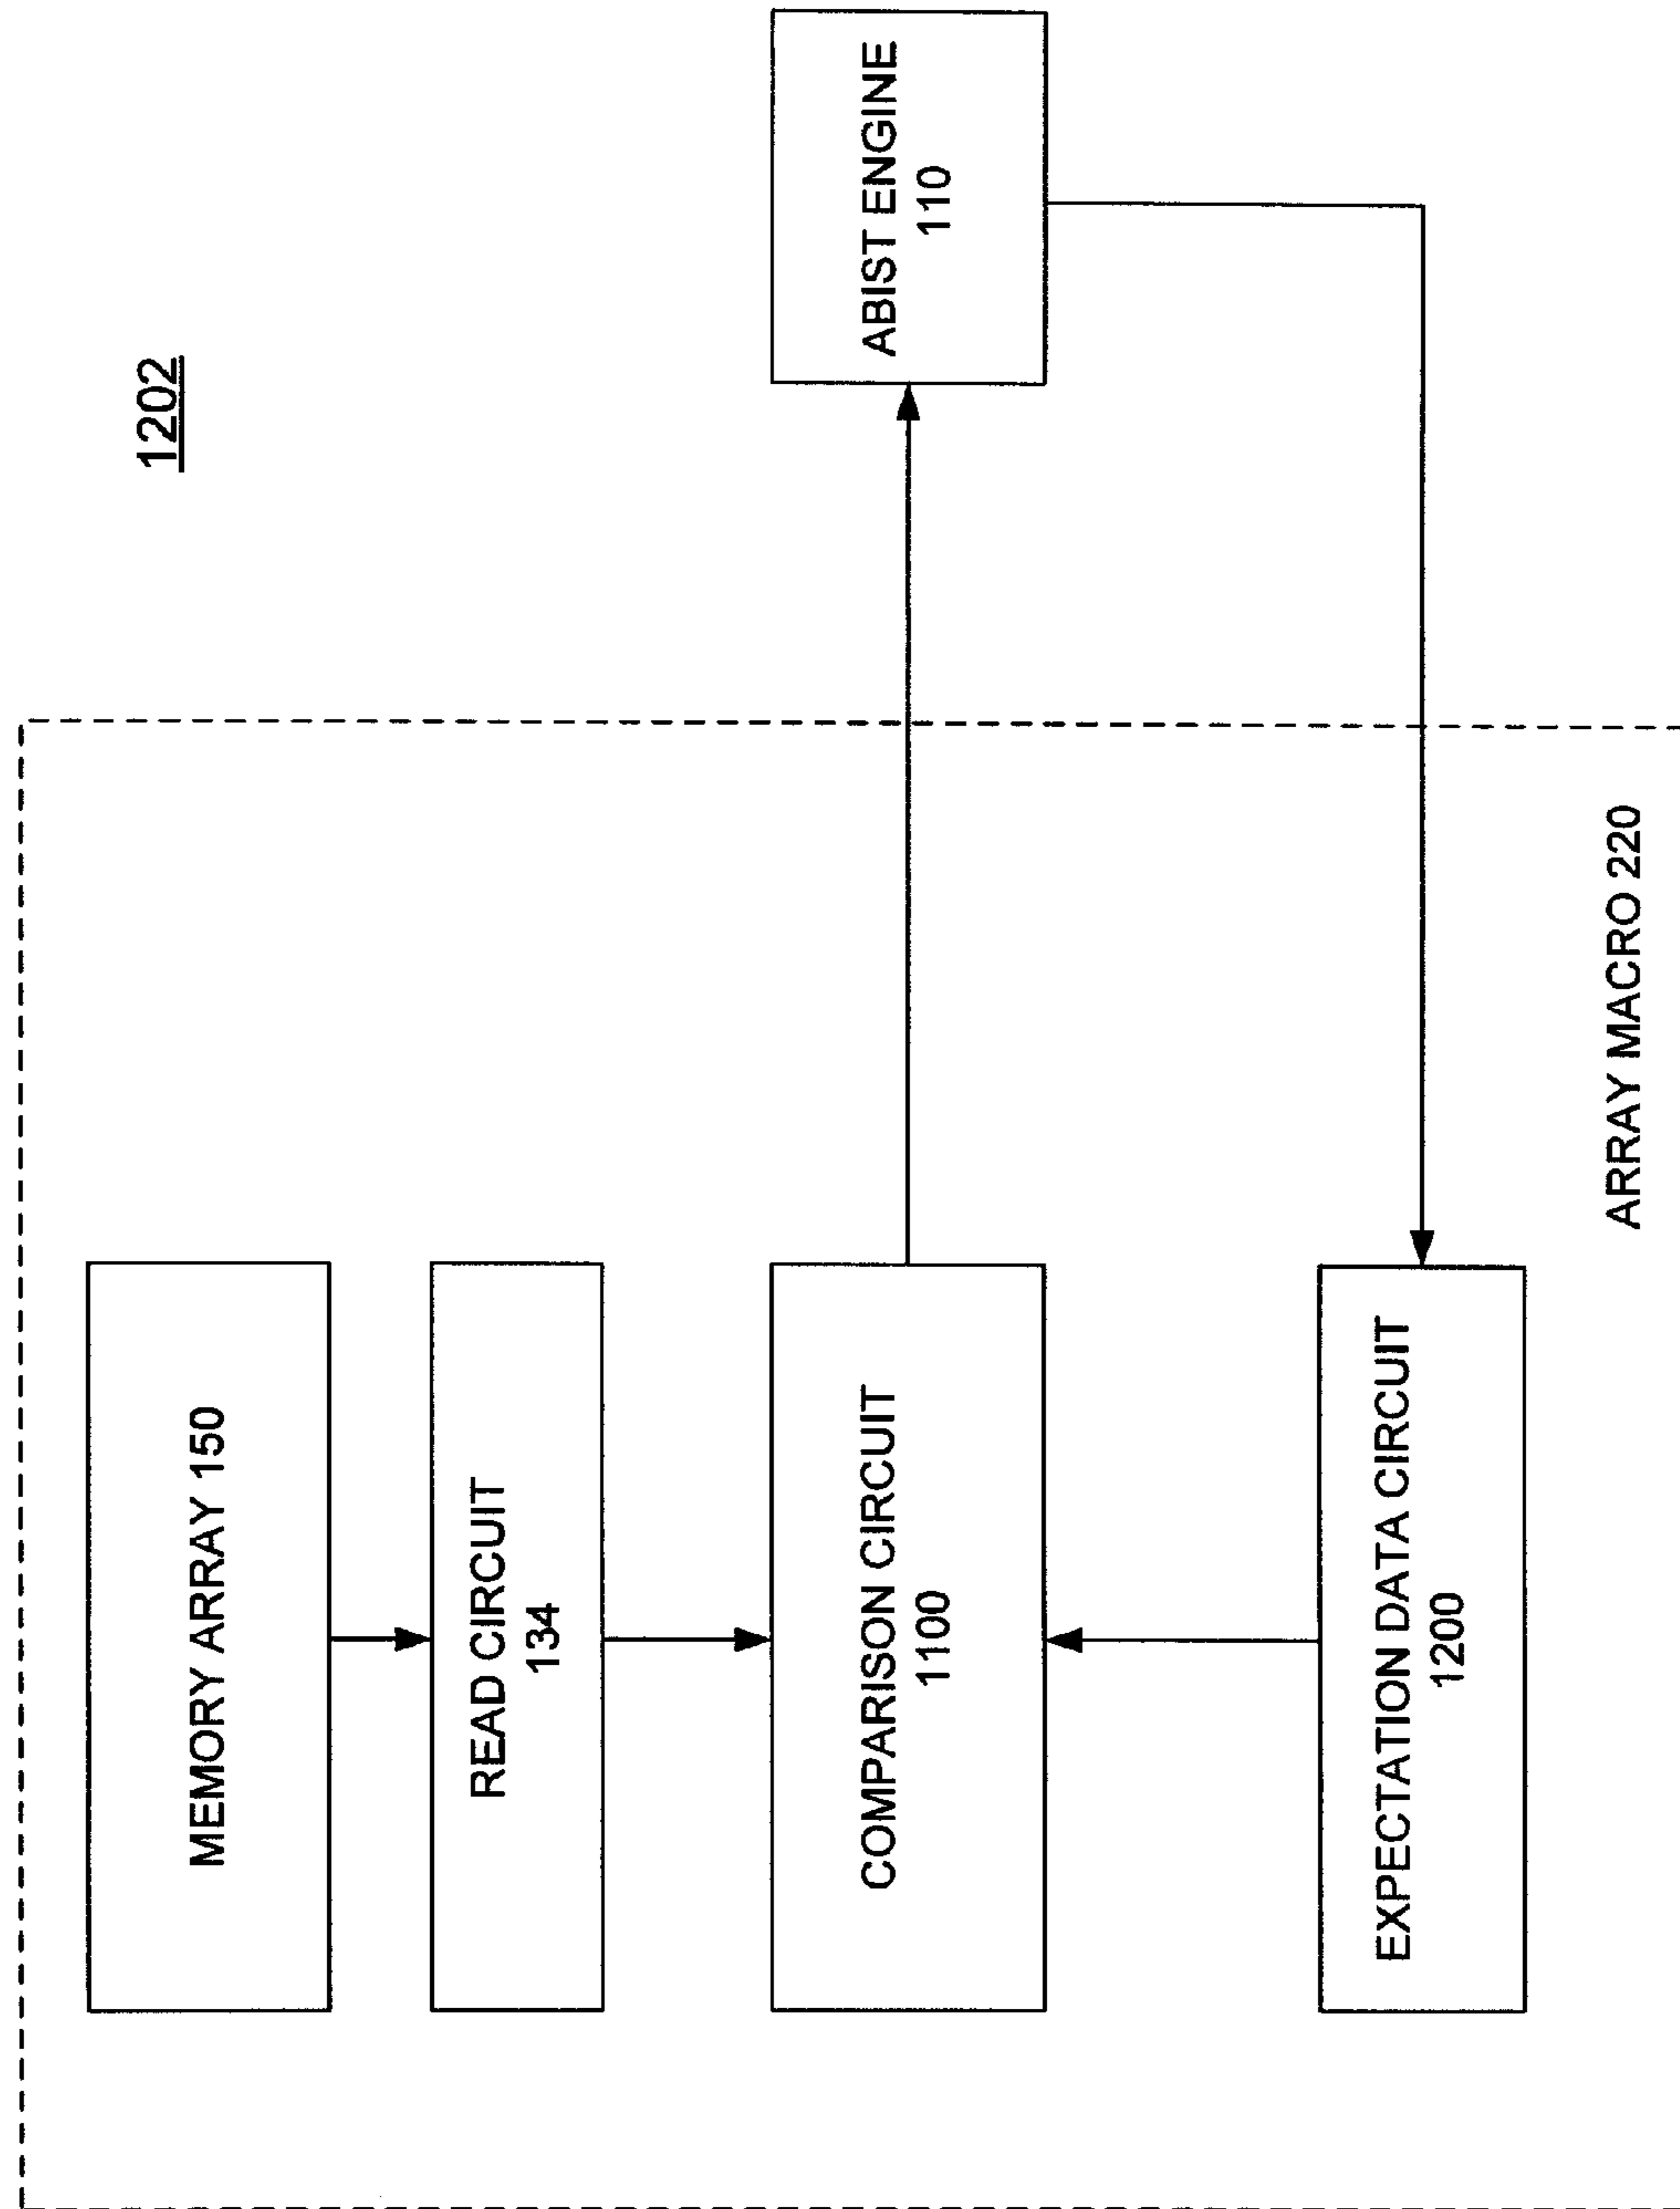 1202
MEMORY ARRAY 150
READ CIRCUIT
134
COMPARISON CIRCUIT
1100
ABIST ENGINE
110
EXPECTATION DATA CIRCUIT
1200
ARRAY MACRO 220